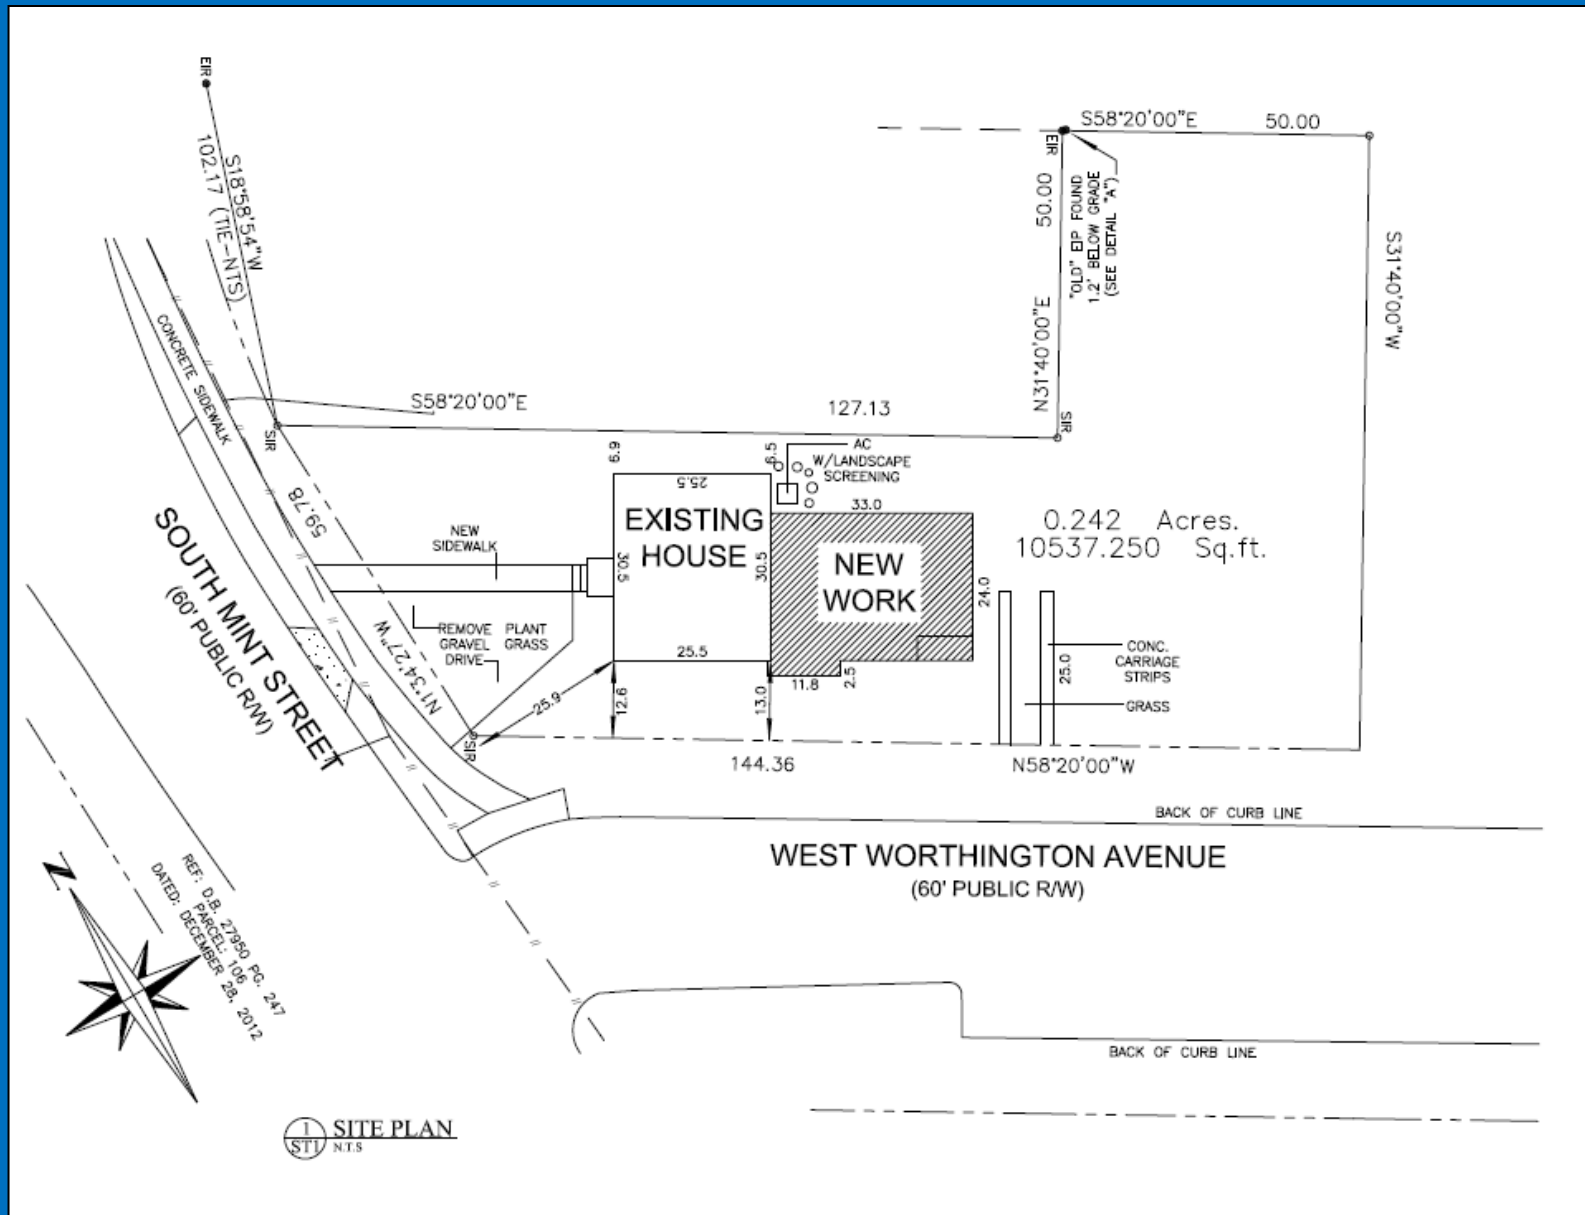 EIR
S18°58'54"W
102.17 (TIE-NTS)
S58°20'00"E
50.00
EIR
50.00
"OLD" EIP FOUND
1.2' BELOW GRADE
(SEE DETAIL "A")
N31°40'00"E
S31°40'00"W
CONCRETE SIDEWALK
S58°20'00"E
127.13
SIR
SIR
6.9
6.5
AC
W/LANDSCAPE
SCREENING
25.5
33.0
59.78
EXISTING
HOUSE
0.242 Acres.
10537.250 Sq.ft.
NEW
SIDEWALK
30.5
30.5
NEW
WORK
24.0
SOUTH MINT STREET
(60' PUBLIC R/W)
N1°34'27"W
REMOVE
GRAVEL
DRIVE
PLANT
GRASS
25.5
11.8
2.5
CONC.
CARRIAGE
STRIPS
25.0
GRASS
25.9
12.6
13.0
SIR
144.36
N58°20'00"W
BACK OF CURB LINE
WEST WORTHINGTON AVENUE
(60' PUBLIC R/W)
N
REF: D.B. 27950 PG. 247
PARCEL: 106
DATED: DECEMBER 28, 2012
BACK OF CURB LINE
1
ST1
SITE PLAN
N.T.S